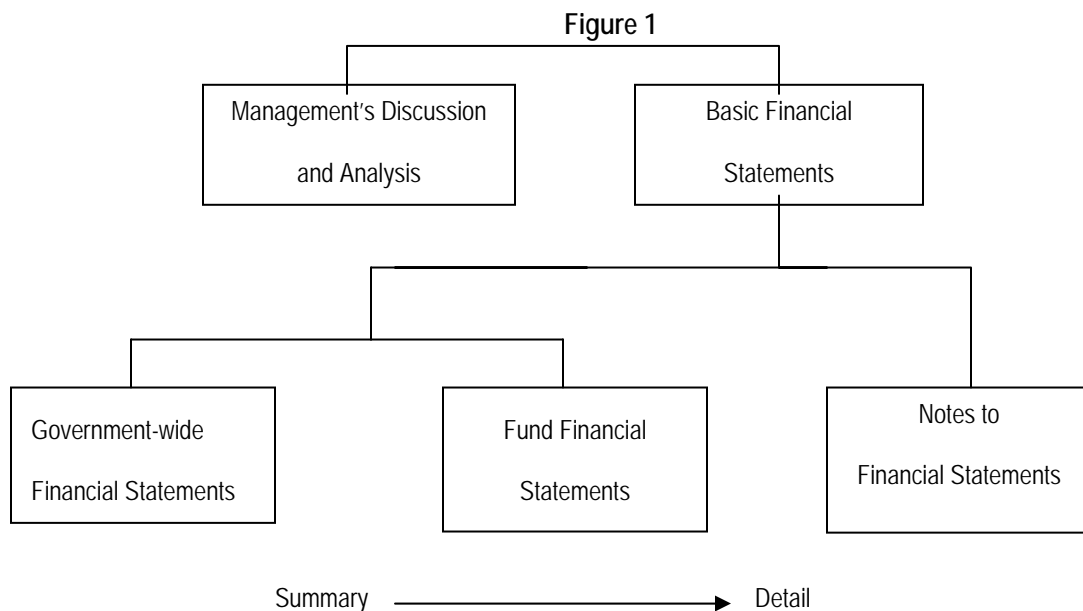 Figure 1
Management's Discussion
and Analysis
Basic Financial
Statements
Government-wide
Financial Statements
Fund Financial
Statements
Notes to
Financial Statements
Summary
Detail